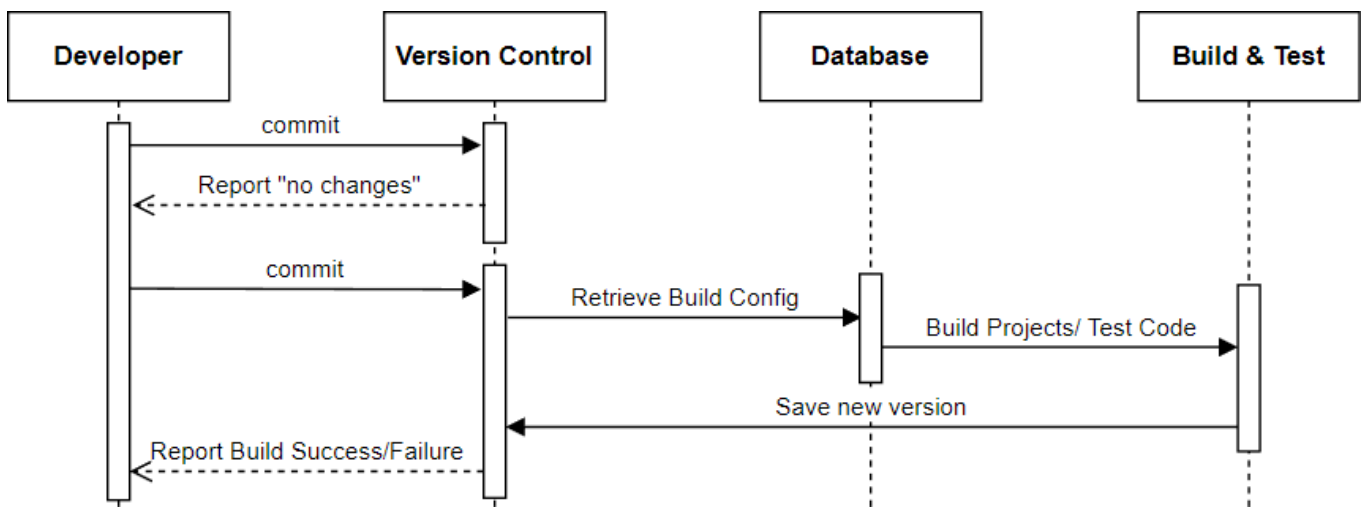 Developer
Version Control
Database
Build & Test
commit
Report "no changes"
commit
Retrieve Build Config
Build Projects/ Test Code
Save new version
Report Build Success/Failure